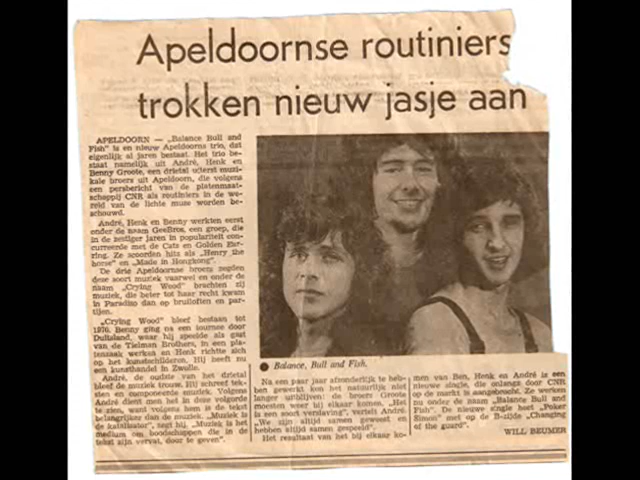 Apeldoornse routiniers
trokken nieuw jasje aan
APELDOORN — „Balance Bull and
Fish" is en nieuw Apeldoorns trio, dat
eigenlijk al jaren bestaat. Het trio be-
staat namelijk uit André, Henk en
Benny Groote, een drietal uiterst muzi-
kale broers uit Apeldoorn, die volgens
een persbericht van de platenmaat-
schappij CNR als routiniers in de we-
reld van de lichte muze worden be-
schouwd.
André, Henk en Benny werkten eerst
onder de naam GeeBros, een groep, die
in de zestiger jaren in populariteit con-
curreerde met de Cats en Golden Ear-
ring. Ze scoorden hits als „Henry the
horse" en „Made in Hongkong".
De drie Apeldoornse broers zegden
deze soort muziek vaarwel en onder de
naam „Crying Wood" brachten zij
muziek, die beter tot haar recht kwam
in Paradiso dan op bruiloften en par-
tijen.
„Crying Wood" bleef bestaan tot
1976. Benny ging na een tournee door
Duitsland, waar hij speelde als gast
van de Tielman Brothers, in een pla-
tenzaak werken en Henk richtte zich
op het kunstschilderen. Hij heeft nu
een kunsthandel in Zwolle.
André, de oudste van het drietal
bleef de muziek trouw. Hij schreef tek-
sten en componeerde muziek. Volgens
André dient men het in deze volgorde
te zien, want volgens hem is de tekst
belangrijker dan de muziek. „Muziek is
de katalisator", zegt hij, „Muziek is het
medium om boodschappen die in de
tekst zijn vervat, door te geven".
● Balance, Bull and Fish.
Na een paar jaar afzonderlijk te heb-
ben gewerkt kon het natuurlijk niet
langer uitblijven: de broers Groote
moesten weer bij elkaar komen. „Het
is een soort verslaving", vertelt André.
„We zijn altijd samen geweest en
hebben altijd samen gespeeld".
Het resultaat van het bij elkaar ko-
men van Ben, Henk en André is een
nieuwe single, die onlangs door CNR
op de markt is aangebracht. Ze werken
nu onder de naam „Balance Bull and
Fish". De nieuwe single heet „Poker
Simon" met op de B-zijde „Changing
of the guard".
WILL BEUMER